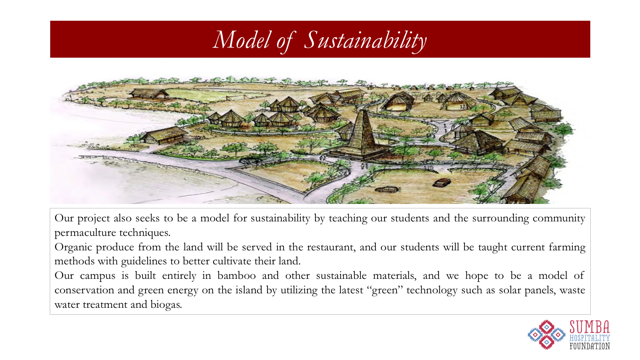 Model of Sustainability
Our project also seeks to be a model for sustainability by teaching our students and the surrounding community
permaculture techniques.
Organic produce from the land will be served in the restaurant, and our students will be taught current farming
methods with guidelines to better cultivate their land.
Our campus is built entirely in bamboo and other sustainable materials, and we hope to be a model of
conservation and green energy on the island by utilizing the latest “green” technology such as solar panels, waste
water treatment and biogas.
SUMBA
HOSPITALITY
FOUNDATION